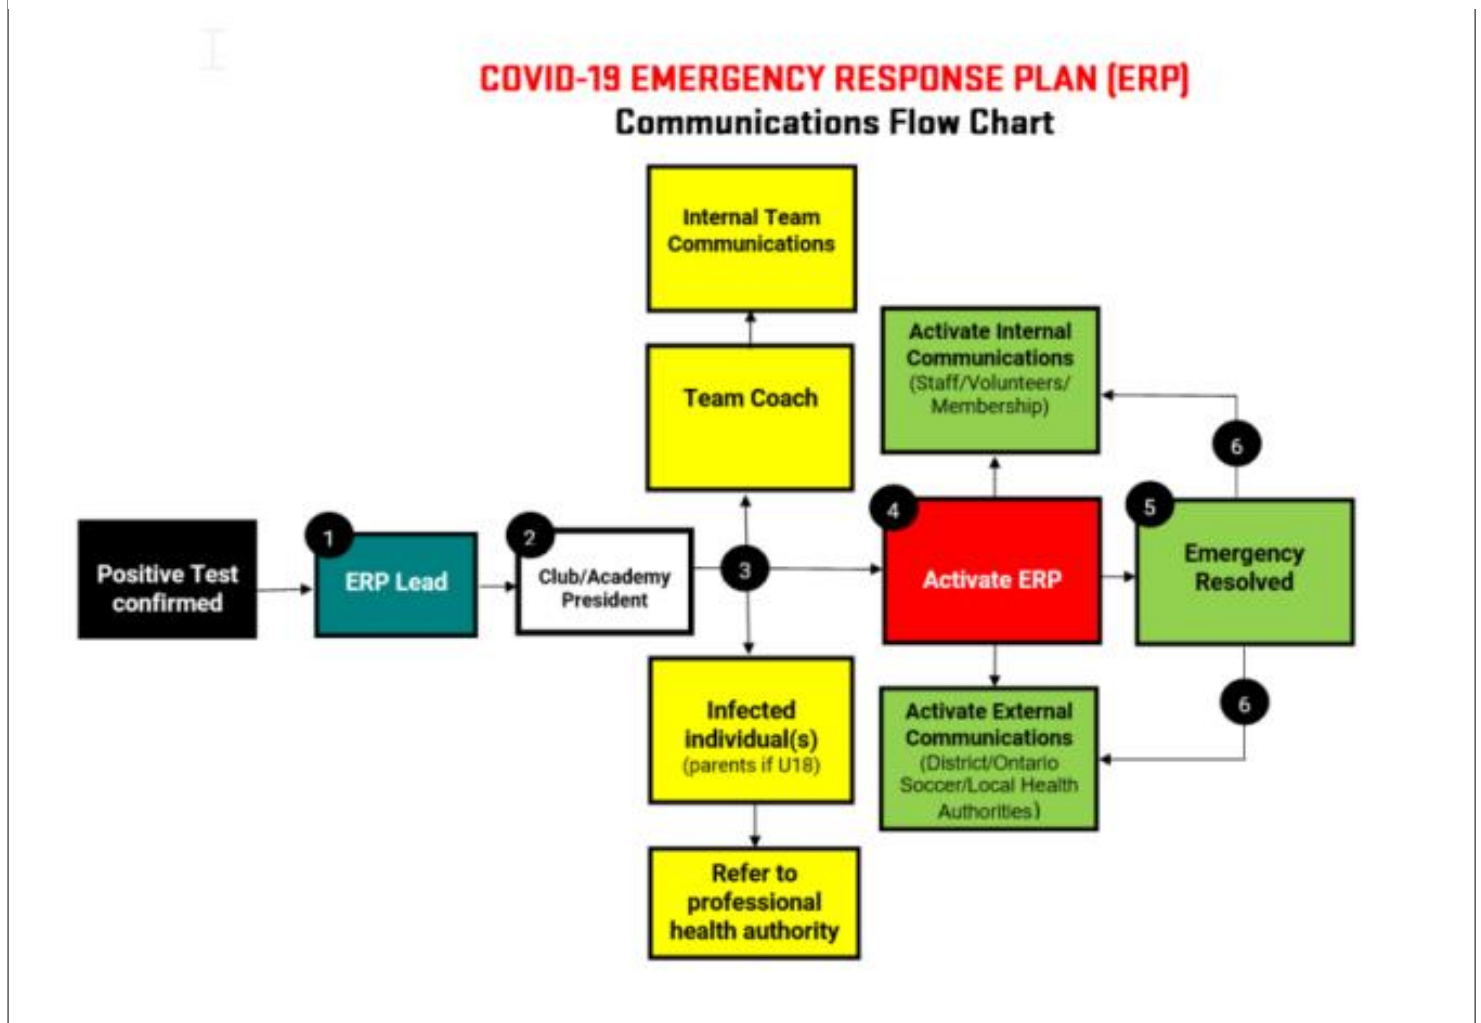 COVID-19 EMERGENCY RESPONSE PLAN (ERP)
Communications Flow Chart
Internal Team
Communications
Team Coach
Positive Test
confirmed
1
ERP Lead
2
Club/Academy
President
3
Infected
individual(s)
(parents if U18)
Refer to
professional
health authority
4
Activate ERP
Activate Internal
Communications
(Staff/Volunteers/
Membership)
Activate External
Communications
(District/Ontario
Soccer/Local Health
Authorities)
5
Emergency
Resolved
6
6